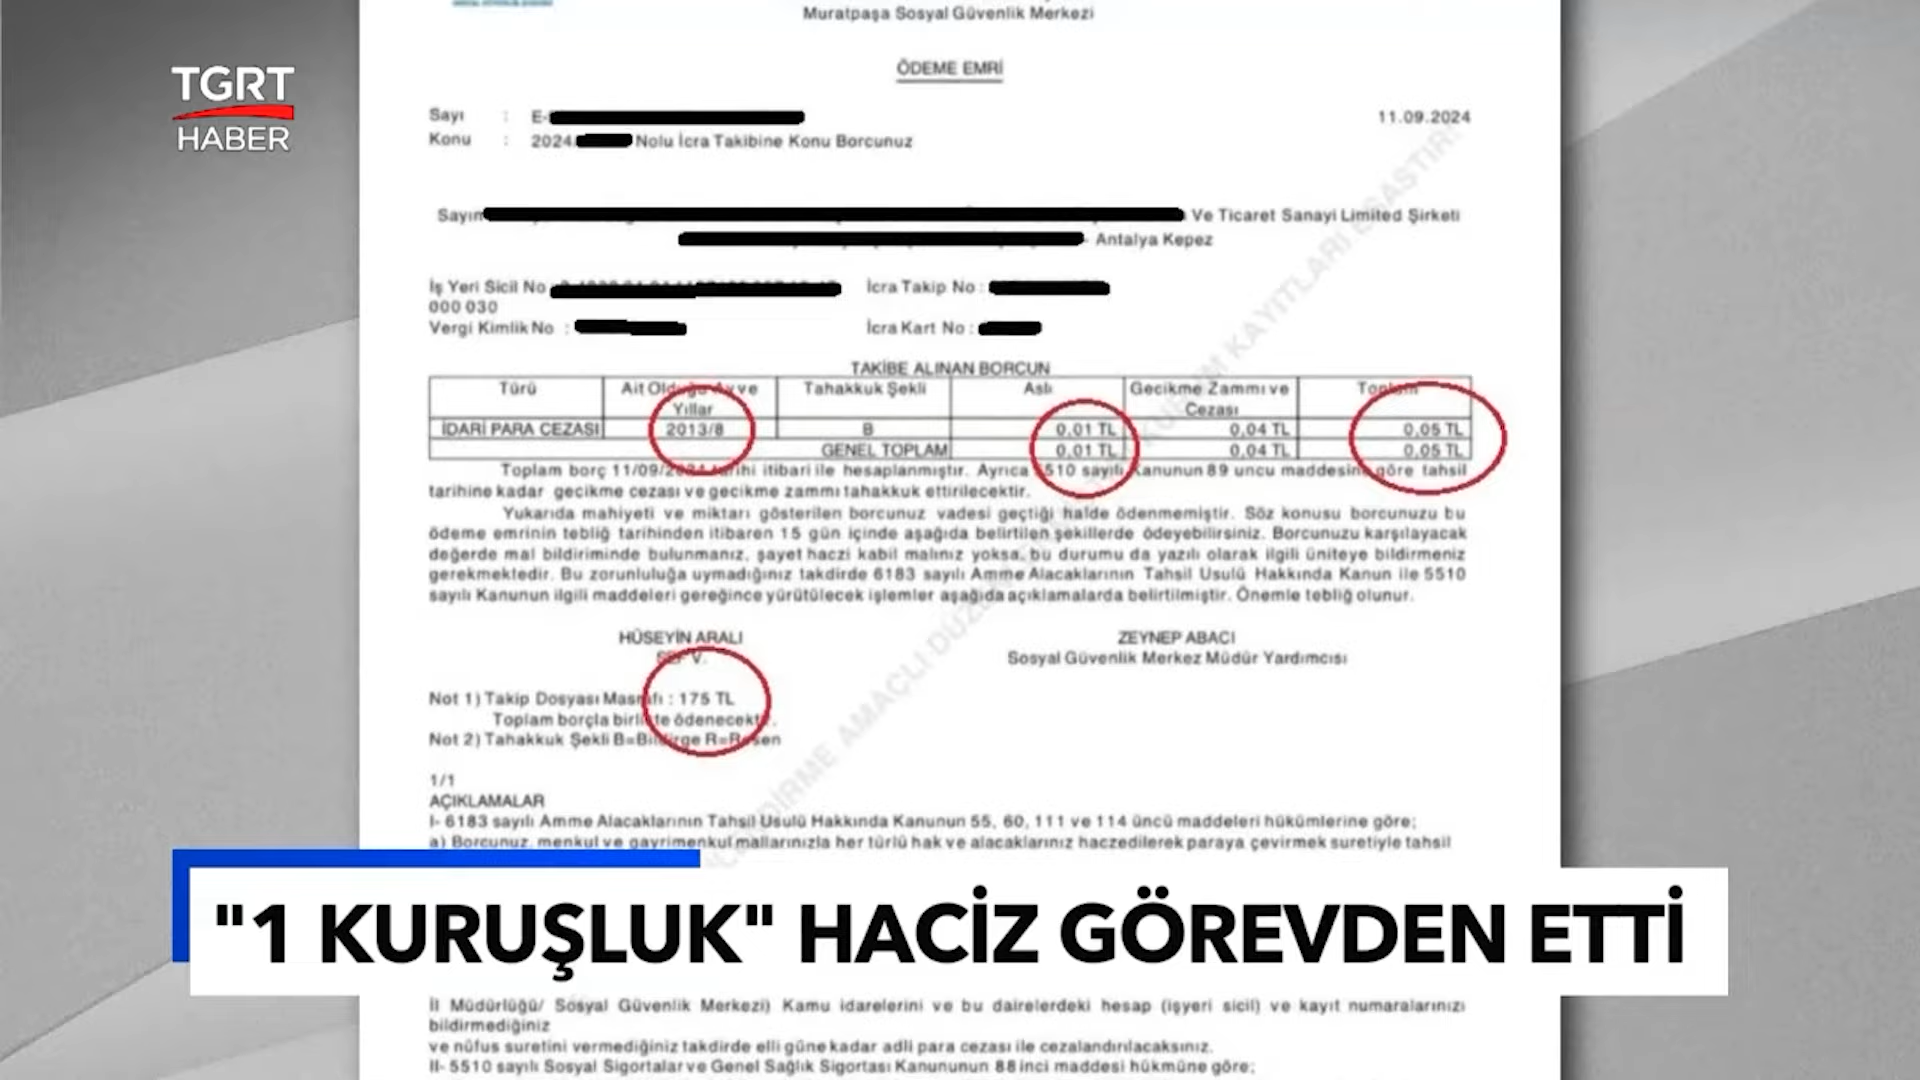 Muratpaşa Sosyal Güvenlik Merkezi
TGRT
HABER
ÖDEME EMRİ
Sayı : E- 11.09.2024
Konu : 2024 Nolu İcra Takibine Konu Borcunuz
Sayın Ve Ticaret Sanayi Limited Şirketi
- Antalya Kepez
İş Yeri Sicil No İcra Takip No :
000 030
Vergi Kimlik No : İcra Kart No :
TAKİBE ALINAN BORCUN
Türü Ait Olduğu Ay ve Tahakkuk Şekli Aslı Gecikme Zammı ve Toplam
Yıllar Cezası
İDARİ PARA CEZASI 2013/8 B 0,01 TL 0,04 TL 0,05 TL
GENEL TOPLAM 0,01 TL 0,04 TL 0,05 TL
Toplam borç 11/09/2024 tarihi itibari ile hesaplanmıştır. Ayrıca 5510 sayılı Kanunun 89 uncu maddesine göre tahsil
tarihine kadar gecikme cezası ve gecikme zammı tahakkuk ettirilecektir.
Yukarıda mahiyeti ve miktarı gösterilen borcunuz vadesi geçtiği halde ödenmemiştir. Söz konusu borcunuzu bu
ödeme emrinin tebliğ tarihinden itibaren 15 gün içinde aşağıda belirtilen şekillerde ödeyebilirsiniz. Borcunuzu karşılayacak
değerde mal bildiriminde bulunmanız, şayet haczi kabil malınız yoksa, bu durumu da yazılı olarak ilgili üniteye bildirmeniz
gerekmektedir. Bu zorunluluğa uymadığınız takdirde 6183 sayılı Amme Alacaklarının Tahsil Usulü Hakkında Kanun ile 5510
sayılı Kanunun ilgili maddeleri gereğince yürütülecek işlemler aşağıda açıklamalarda belirtilmiştir. Önemle tebliğ olunur.
HÜSEYİN ARALI ZEYNEP ABACI
ŞEF V. Sosyal Güvenlik Merkez Müdür Yardımcısı
Not 1) Takip Dosyası Masrafı : 175 TL
Toplam borçla birlikte ödenecektir.
Not 2) Tahakkuk Şekli B=Bildirge R=Resen
1/1
AÇIKLAMALAR
I- 6183 sayılı Amme Alacaklarının Tahsil Usulü Hakkında Kanunun 55, 60, 111 ve 114 üncü maddeleri hükümlerine göre;
a) Borcunuz, menkul ve gayrimenkul mallarınızla her türlü hak ve alacaklarınız haczedilerek paraya çevirmek suretiyle tahsil
"1 KURUŞLUK" HACİZ GÖREVDEN ETTİ
İl Müdürlüğü/ Sosyal Güvenlik Merkezi) Kamu idarelerini ve bu dairelerdeki hesap (işyeri sicil) ve kayıt numaralarınızı
bildirmediğiniz
ve nüfus suretini vermediğiniz takdirde elli güne kadar adli para cezası ile cezalandırılacaksınız.
II- 5510 sayılı Sosyal Sigortalar ve Genel Sağlık Sigortası Kanununun 88 inci maddesi hükmüne göre;